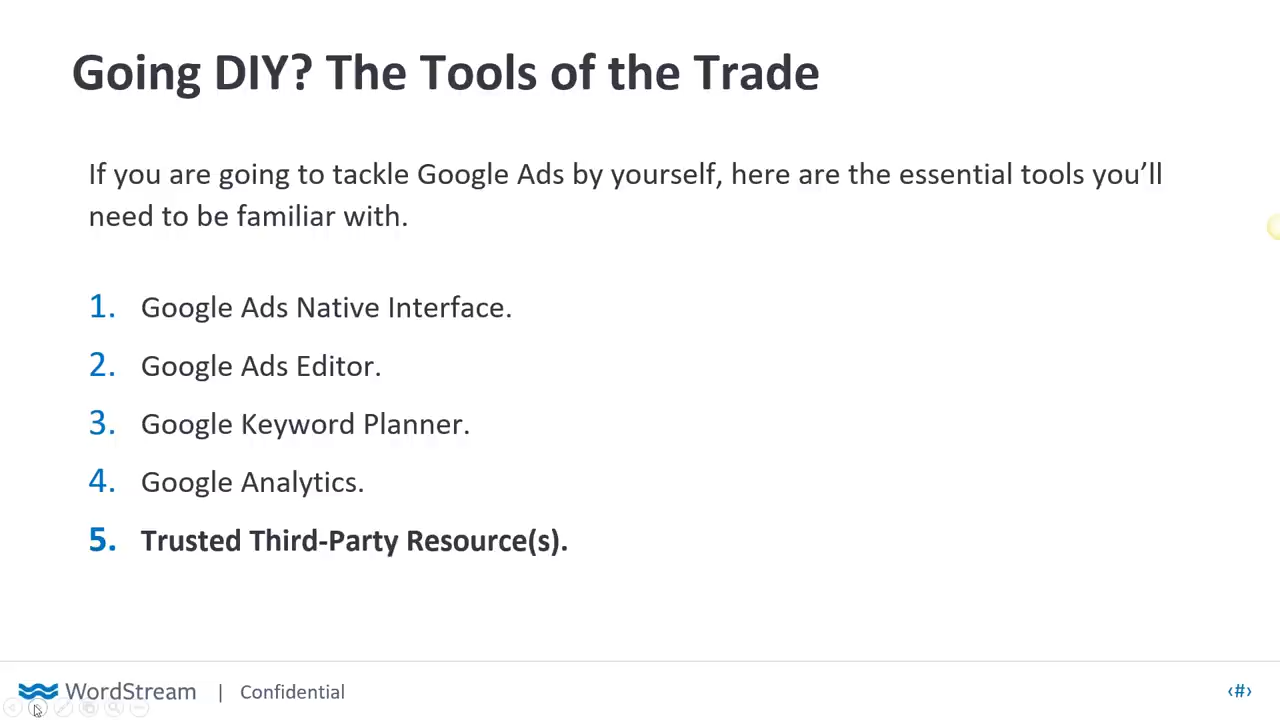 Going DIY? The Tools of the Trade
If you are going to tackle Google Ads by yourself, here are the essential tools you’ll
need to be familiar with.
1. Google Ads Native Interface.
2. Google Ads Editor.
3. Google Keyword Planner.
4. Google Analytics.
5. Trusted Third-Party Resource(s).
WordStream | Confidential ‹#›